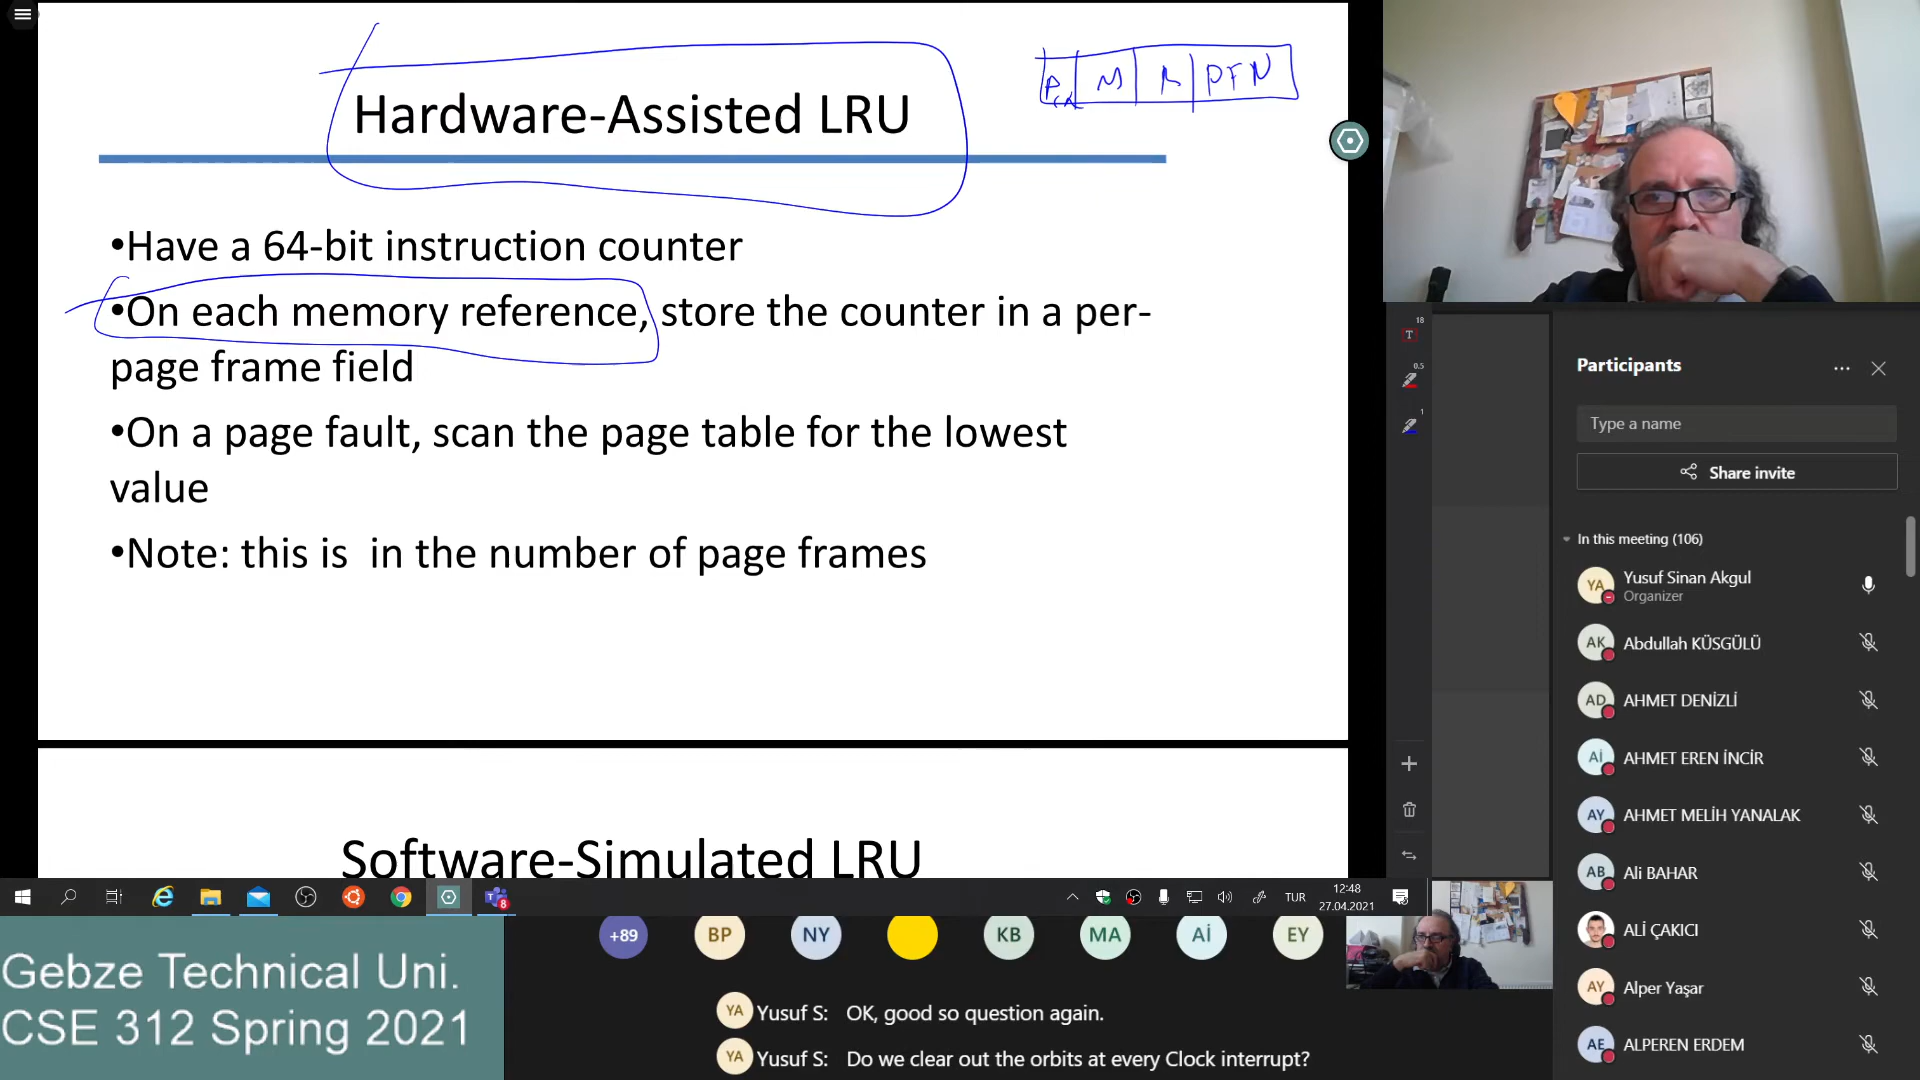 Hardware-Assisted LRU
M R PFN
•Have a 64-bit instruction counter
•On each memory reference, store the counter in a per-
page frame field
•On a page fault, scan the page table for the lowest
value
•Note: this is in the number of page frames
Software-Simulated LRU
18
T
0.5
1
Participants
Type a name
Share invite
In this meeting (106)
YA Yusuf Sinan Akgul
Organizer
AK Abdullah KÜSGÜLÜ
AD AHMET DENİZLİ
Aİ AHMET EREN İNCİR
AY AHMET MELİH YANALAK
AB Ali BAHAR
ALİ ÇAKICI
AY Alper Yaşar
AE ALPEREN ERDEM
8
TUR
12:48
27.04.2021
+89 BP NY KB MA Aİ EY
Gebze Technical Uni.
CSE 312 Spring 2021
YA Yusuf S: OK, good so question again.
YA Yusuf S: Do we clear out the orbits at every Clock interrupt?